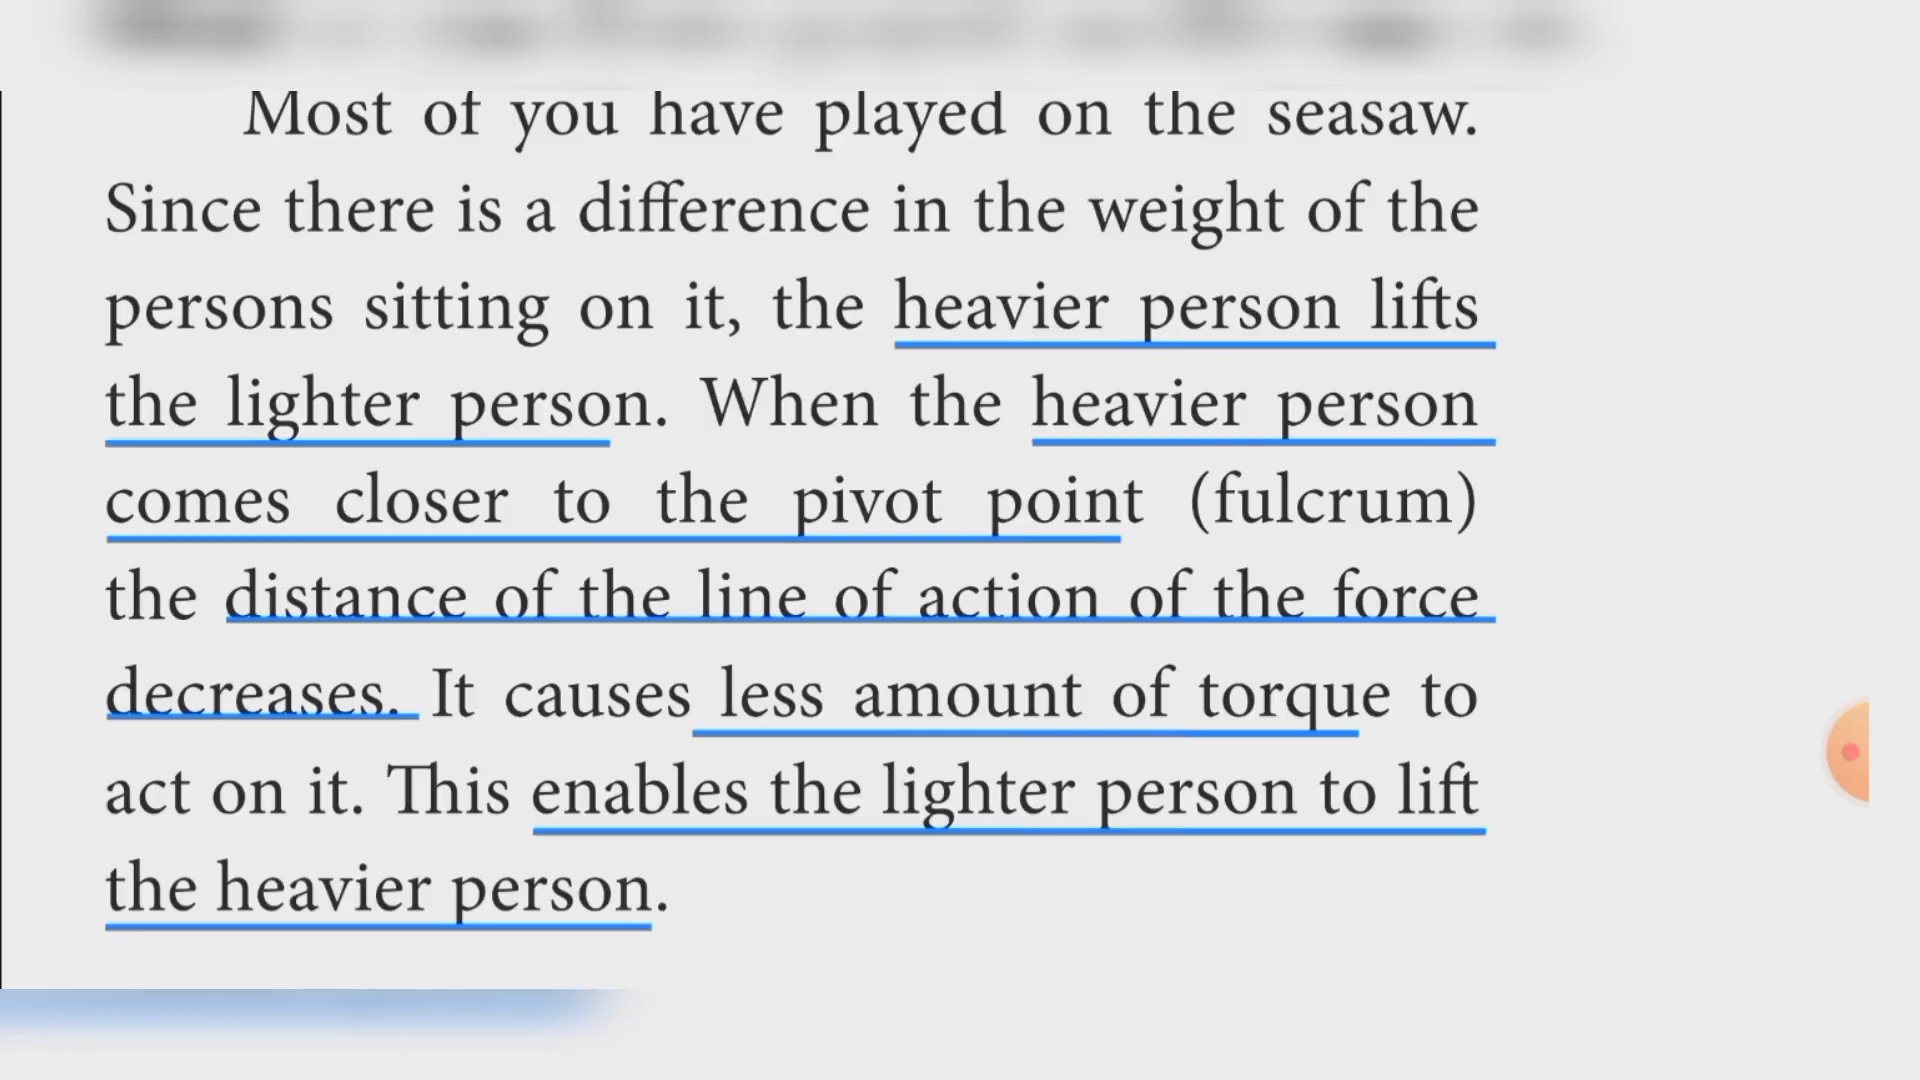 Most of you have played on the seasaw.
Since there is a difference in the weight of the
persons sitting on it, the heavier person lifts
the lighter person. When the heavier person
comes closer to the pivot point (fulcrum)
the distance of the line of action of the force
decreases. It causes less amount of torque to
act on it. This enables the lighter person to lift
the heavier person.